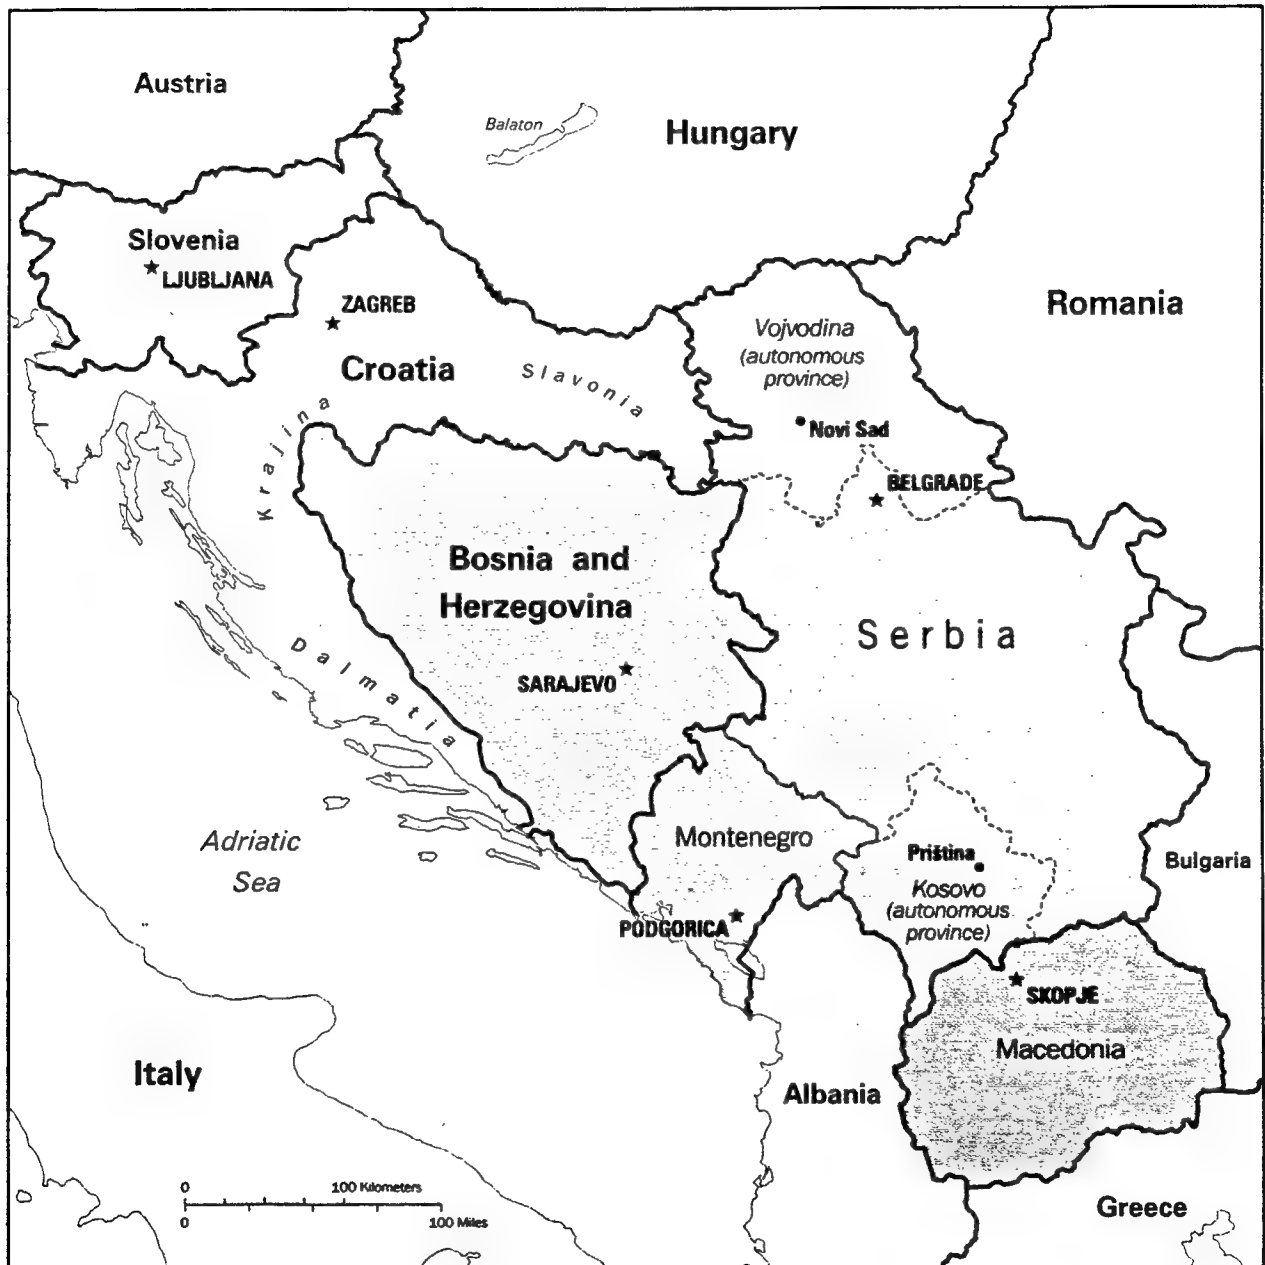 Austria
Balaton
Hungary
Slovenia
LJUBLJANA
ZAGREB
Croatia
Slavonia
Krajina
Vojvodina
(autonomous
province)
Novi Sad
BELGRADE
Romania
Bosnia and
Herzegovina
SARAJEVO
Serbia
Dalmatia
Adriatic
Sea
Montenegro
PODGORICA
Priština
Kosovo
(autonomous
province)
Bulgaria
SKOPJE
Macedonia
Italy
Albania
Greece
0 100 Kilometers
0 100 Miles